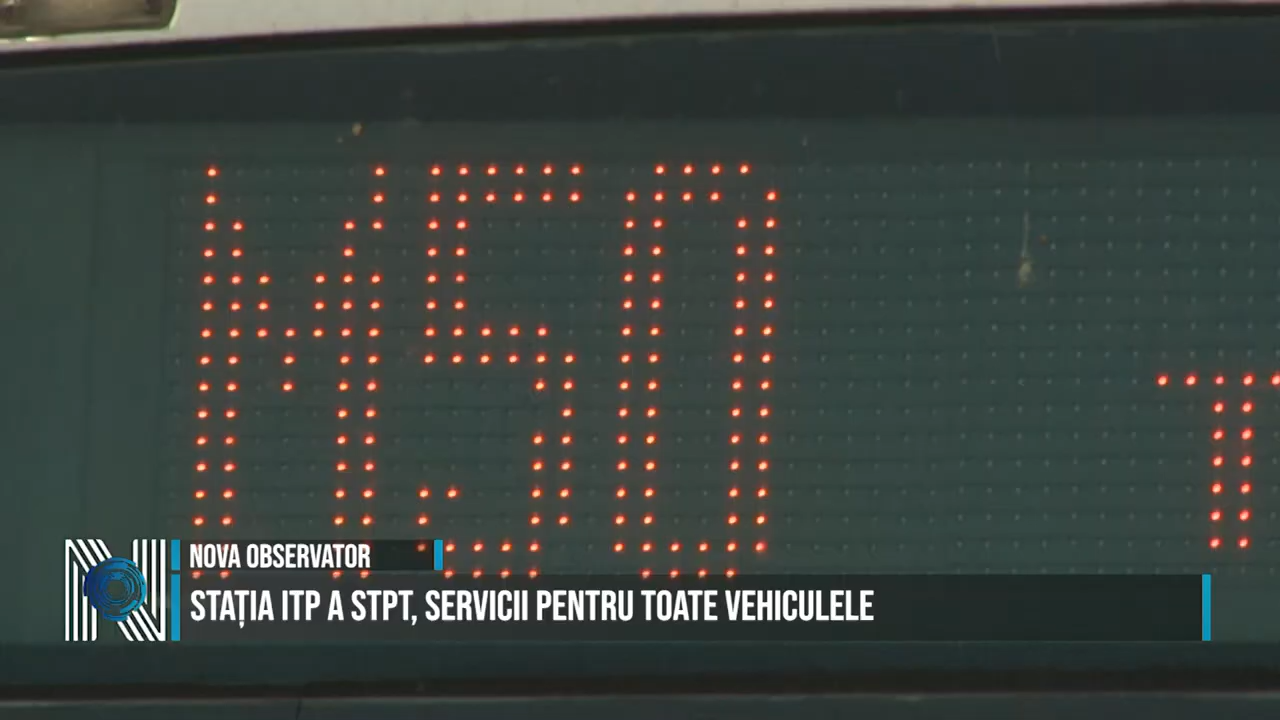 M50
NOVA OBSERVATOR
STAȚIA ITP A STPT, SERVICII PENTRU TOATE VEHICULELE